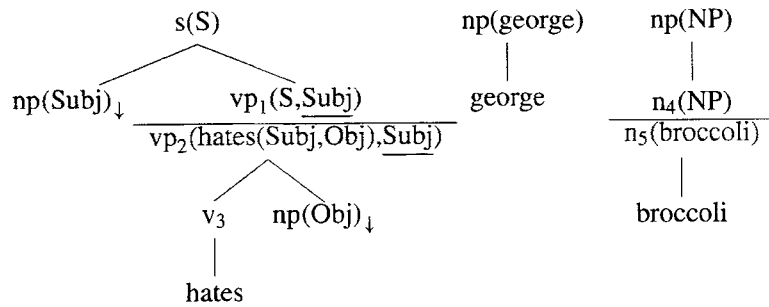 s(S) np(george) np(NP)
np(Subj)↓ vp₁(S,Subj) george n₄(NP)
vp₂(hates(Subj,Obj),Subj) n₅(broccoli)
v₃ np(Obj)↓ broccoli
hates